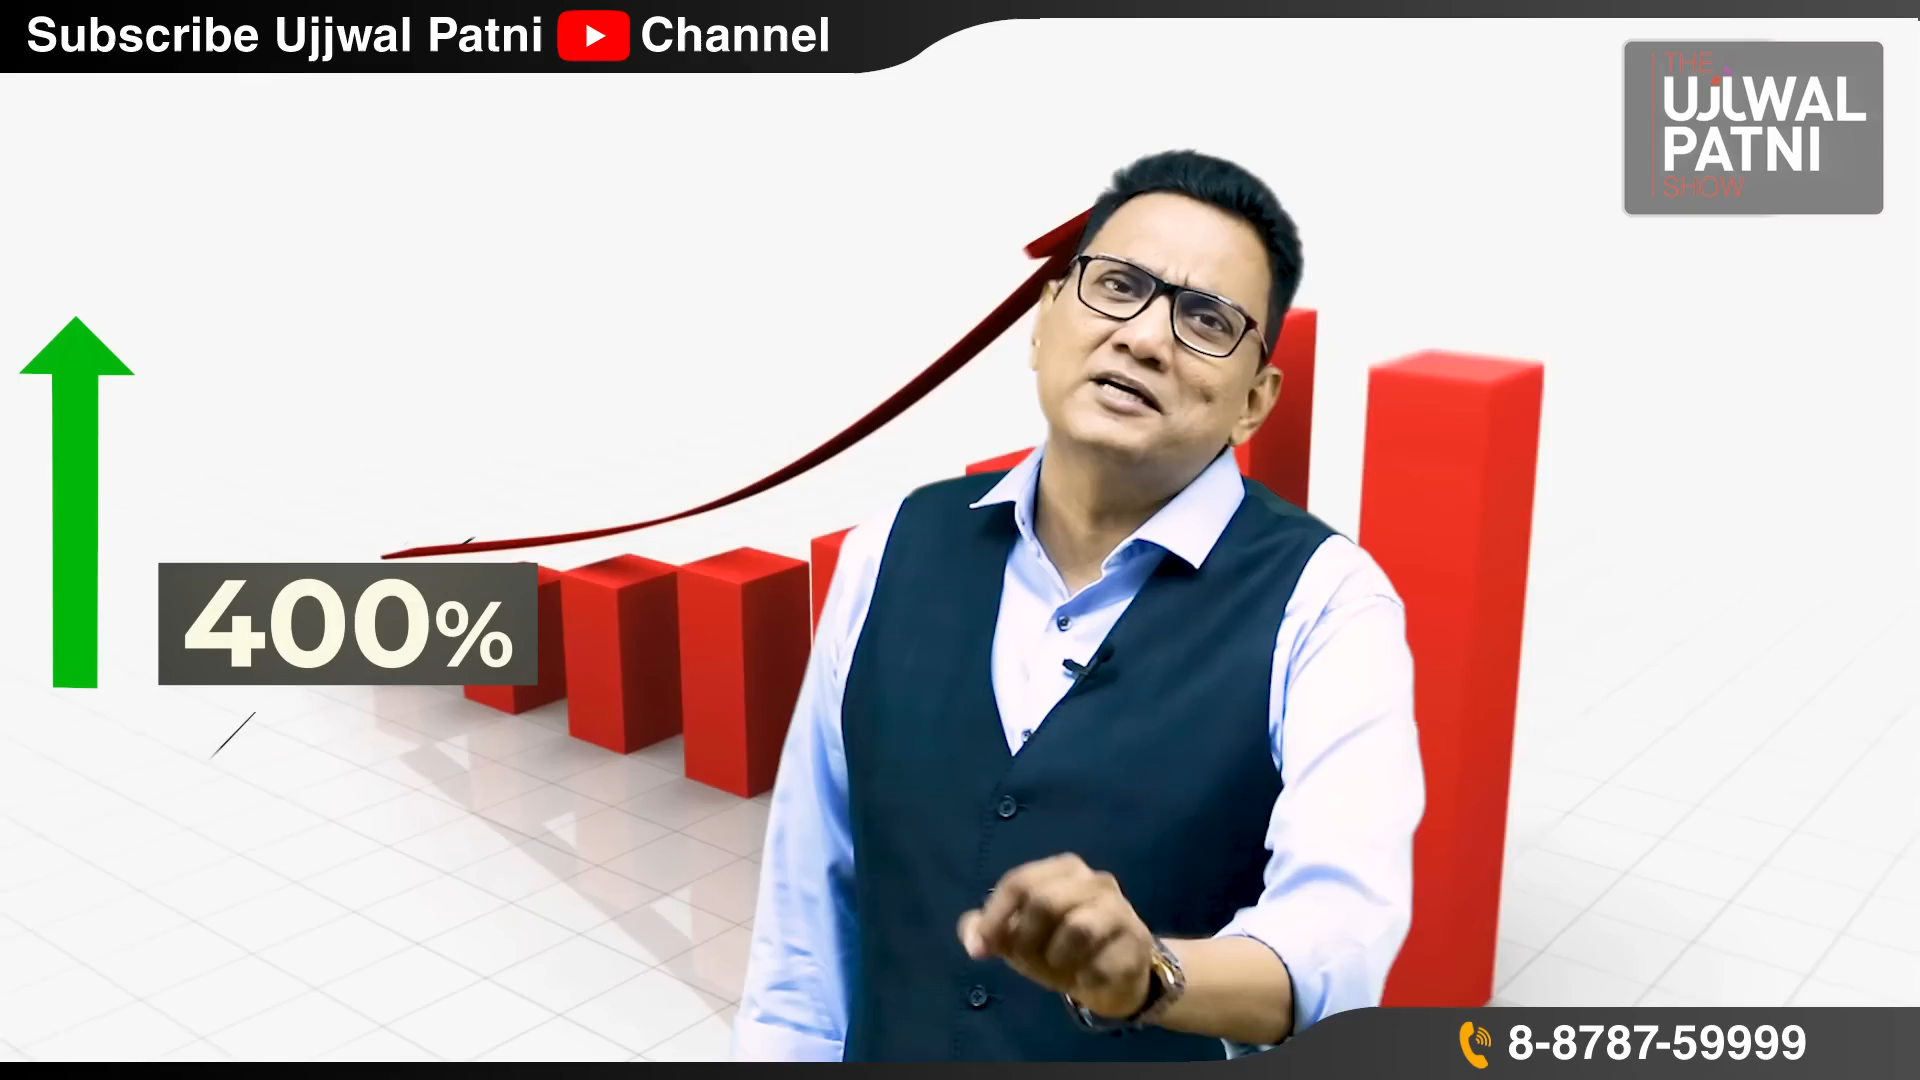 Subscribe Ujjwal Patni Channel
THE
UJJWAL
PATNI
SHOW
400%
8-8787-59999